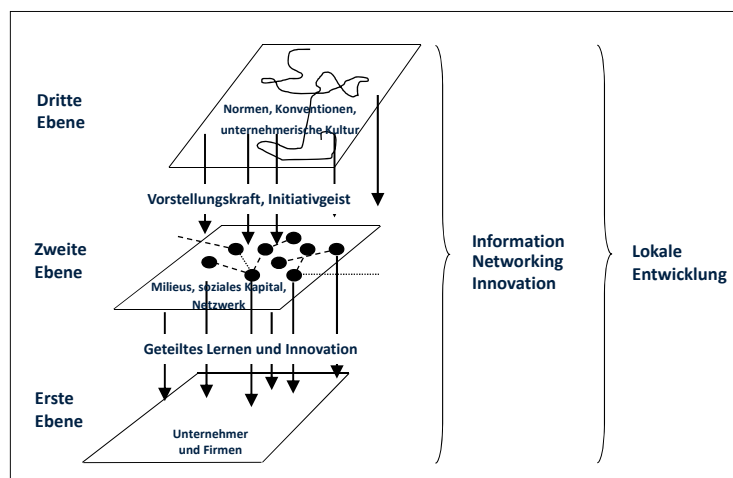 Dritte
Ebene
Normen, Konventionen,
unternehmerische Kultur
Vorstellungskraft, Initiativgeist
Zweite
Ebene
Milieus, soziales Kapital,
Netzwerk
Geteiltes Lernen und Innovation
Erste
Ebene
Unternehmer
und Firmen
Information
Networking
Innovation
Lokale
Entwicklung